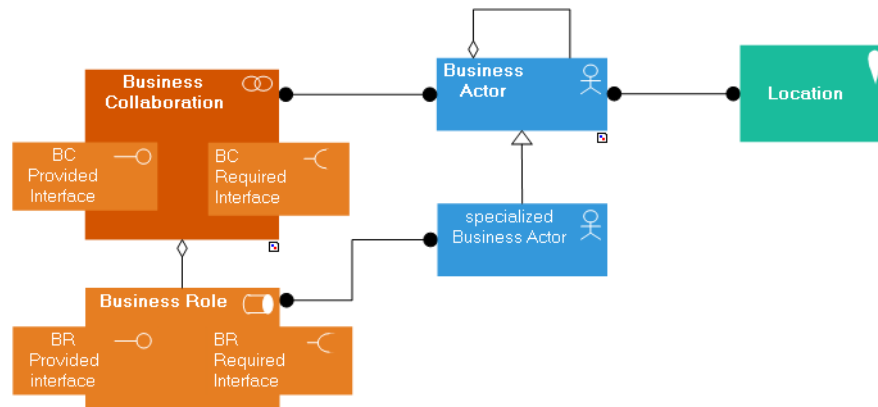 Business
Collaboration
BC
Provided
Interface
BC
Required
Interface
Business
Actor
Location
specialized
Business Actor
Business Role
BR
Provided
interface
BR
Required
Interface